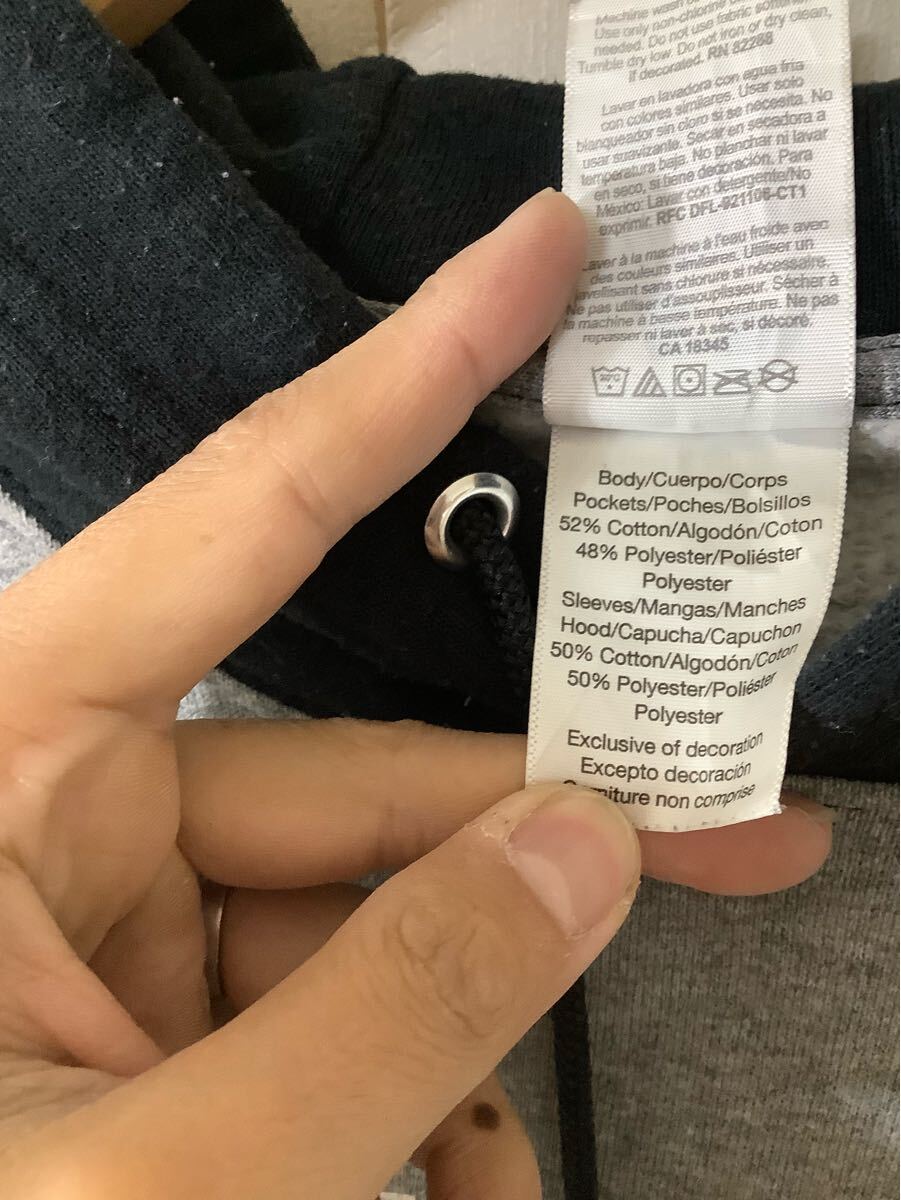 Machine wash
Use only non-chlorine
needed. Do not use fabric
Tumble dry low. Do not iron or dry clean,
if decorated. RN 52288
Lavar en lavadora con agua fria
con colores similares. Usar solo
blanqueador sin cloro si se necesita. No
usar suavizante. Secar en secadora a
temperatura baja. No planchar ni lavar
en seco, si tiene decoración. Para
México: Lavar con detergente/No
exprimir. RFC DFL-921106-CT1
Laver à la machine à l'eau froide avec
des couleurs similaires. Utiliser un
javellisant sans chlorure si nécessaire.
Ne pas utiliser d'assouplisseur. Sécher à
la machine à basse température. Ne pas
repasser ni laver à sec, si décoré.
CA 18345
Body/Cuerpo/Corps
Pockets/Poches/Bolsillos
52% Cotton/Algodón/Coton
48% Polyester/Poliéster
Polyester
Sleeves/Mangas/Manches
Hood/Capucha/Capuchon
50% Cotton/Algodón/Coton
50% Polyester/Poliéster
Polyester
Exclusive of decoration
Excepto decoración
non comprise